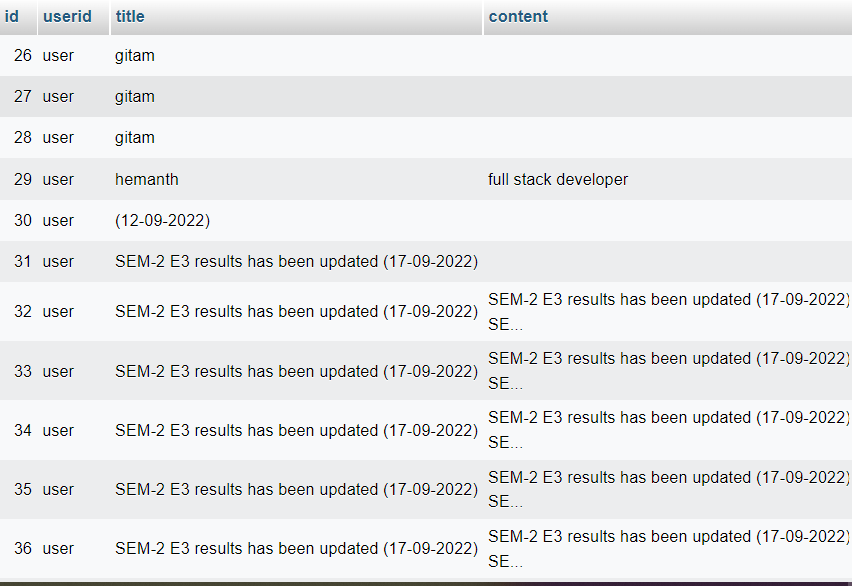 id userid title content
26 user gitam
27 user gitam
28 user gitam
29 user hemanth full stack developer
30 user (12-09-2022)
31 user SEM-2 E3 results has been updated (17-09-2022)
32 user SEM-2 E3 results has been updated (17-09-2022) SEM-2 E3 results has been updated (17-09-2022)
SE...
33 user SEM-2 E3 results has been updated (17-09-2022) SEM-2 E3 results has been updated (17-09-2022)
SE...
34 user SEM-2 E3 results has been updated (17-09-2022) SEM-2 E3 results has been updated (17-09-2022)
SE...
35 user SEM-2 E3 results has been updated (17-09-2022) SEM-2 E3 results has been updated (17-09-2022)
SE...
36 user SEM-2 E3 results has been updated (17-09-2022) SEM-2 E3 results has been updated (17-09-2022)
SE...